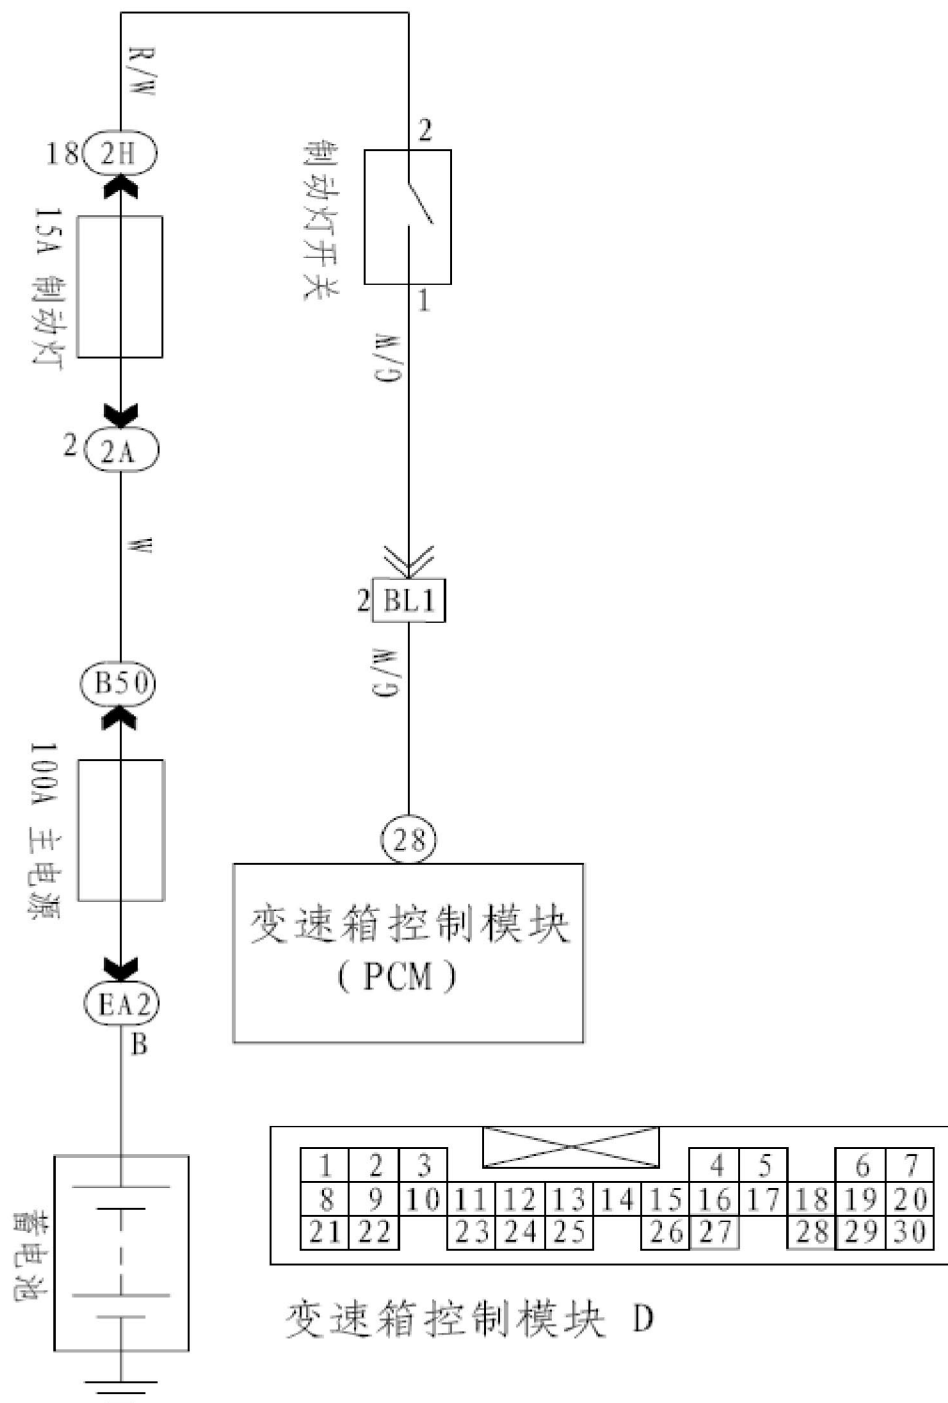 R/W
18 2H
15A 制动灯
2 2A
W
B50
100A 主电源
EA2
B
蓄电池
2
制动灯开关
1
G/W
2 BL1
G/W
28
变速箱控制模块
(PCM)
1 2 3 4 5 6 7
8 9 10 11 12 13 14 15 16 17 18 19 20
21 22 23 24 25 26 27 28 29 30
变速箱控制模块 D